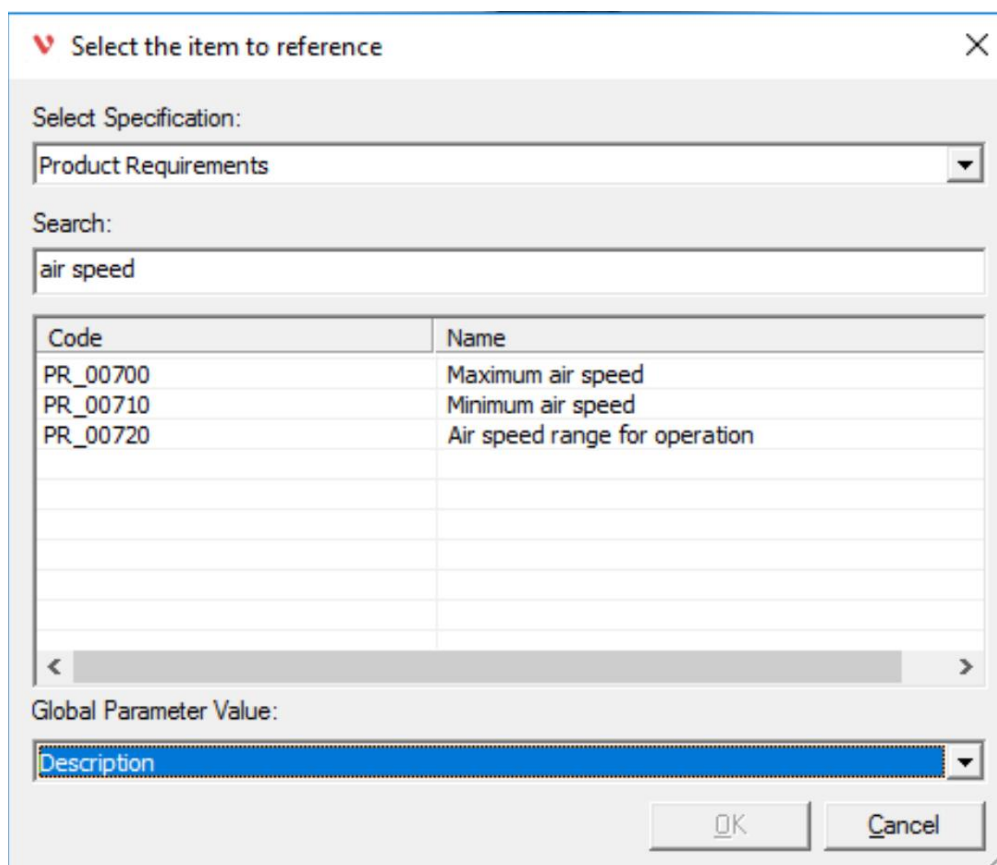 Select the item to reference
Select Specification:
Product Requirements
Search:
air speed
Code Name
PR_00700 Maximum air speed
PR_00710 Minimum air speed
PR_00720 Air speed range for operation
Global Parameter Value:
Description
OK Cancel